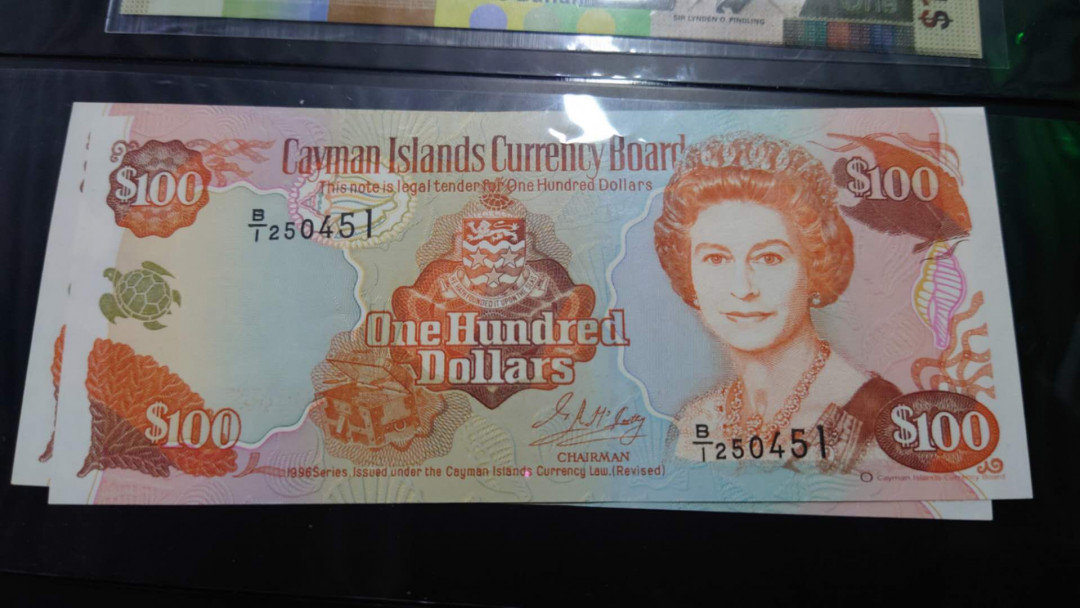 SIR LYNDEN O. PINDLING
$1
Cayman Islands Currency Board
This note is legal tender for One Hundred Dollars
$100
$100
B/1 250451
One Hundred
Dollars
$100
CHAIRMAN
B/1 250451
$100
1996 Series, Issued under the Cayman Islands Currency Law. (Revised)
Cayman Islands Currency Board